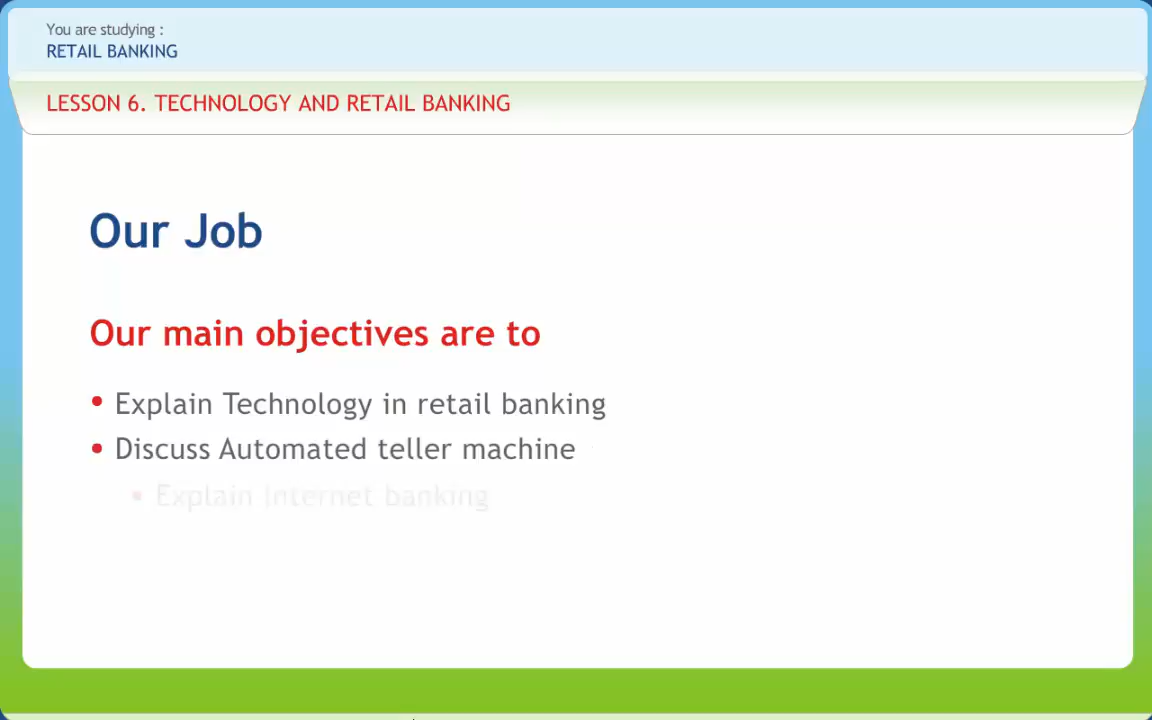 You are studying :
RETAIL BANKING
LESSON 6. TECHNOLOGY AND RETAIL BANKING
Our Job
Our main objectives are to
• Explain Technology in retail banking
• Discuss Automated teller machine
• Explain Internet banking